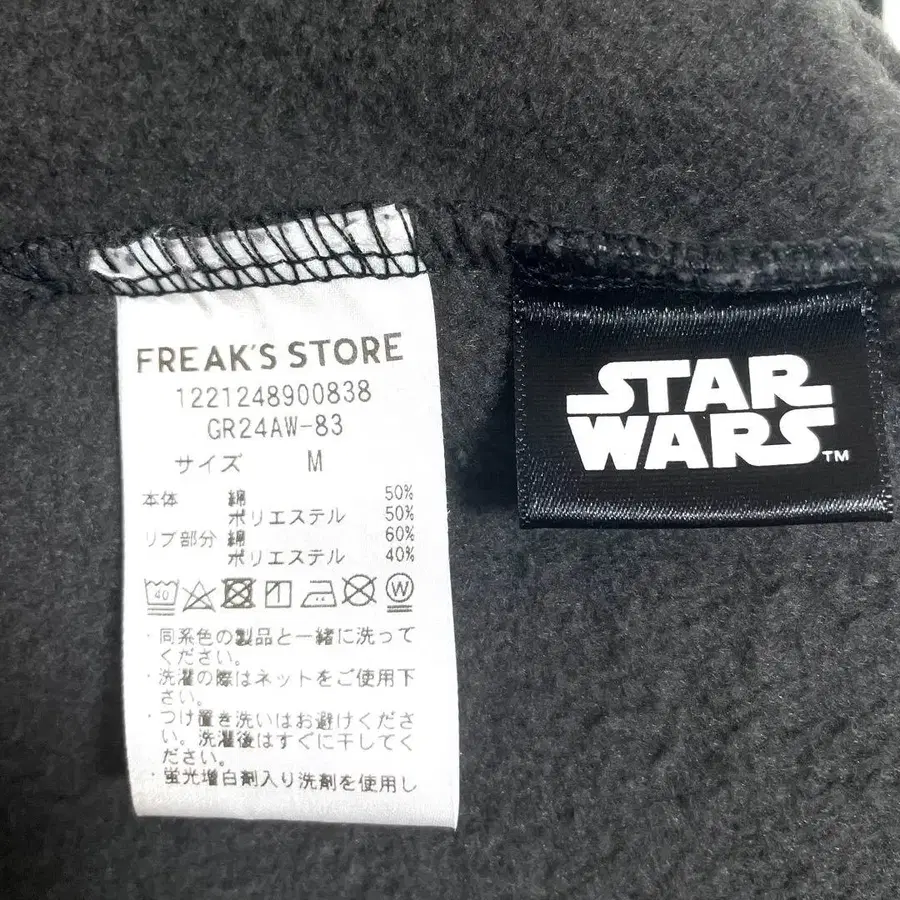 FREAK'S STORE
1221248900838
GR24AW-83
サイズ M
本体 綿 50%
ポリエステル 50%
リブ部分 綿 60%
ポリエステル 40%
40
W
・同系色の製品と一緒に洗って
ください。
・洗濯の際はネットをご使用下
さい。
・つけ置き洗いはお避けくださ
い。洗濯後はすぐに干してく
ださい。
・蛍光増白剤入り洗剤を使用し
STAR
WARS™